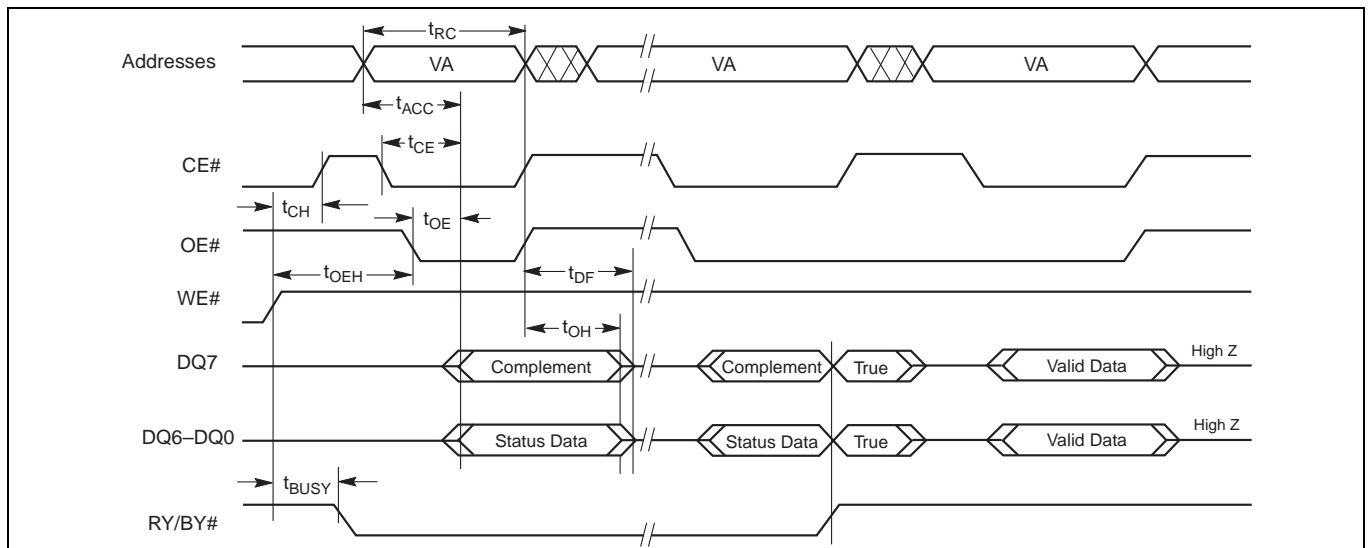 tRC
Addresses VA VA VA
tACC
tCE
CE#
tCH tOE
OE#
tOEH tDF
WE#
tOH
DQ7 Complement Complement True Valid Data High Z
DQ6–DQ0 Status Data Status Data True Valid Data High Z
tBUSY
RY/BY#